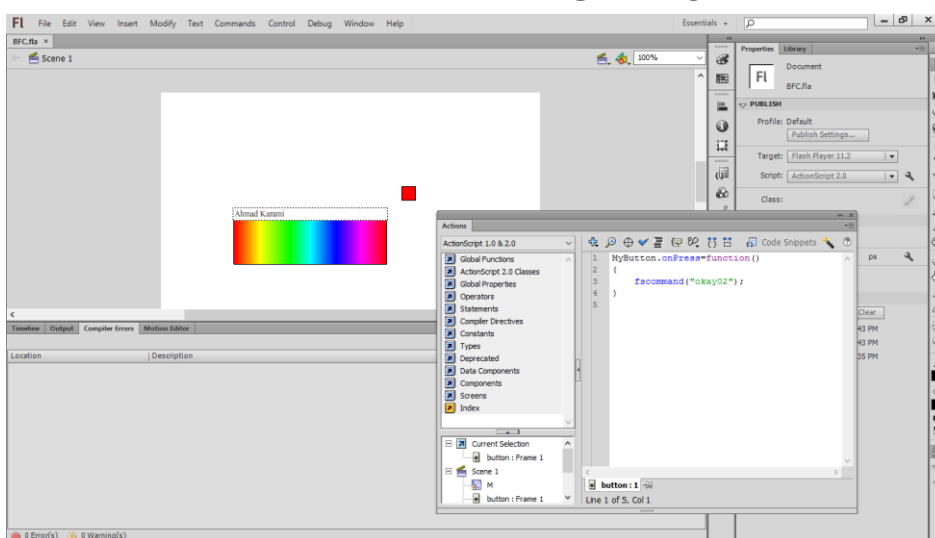 Fl File Edit View Insert Modify Text Commands Control Debug Window Help Essentials
BFC.fla ×
Scene 1 100%
Properties Library
Fl Document
BFC.fla
PUBLISH
Profile: Default
Publish Settings...
Target: Flash Player 11.2
Script: ActionScript 2.0
Class:
Ahmad Karami
px
Clear
43 PM
43 PM
35 PM
Timeline Output Compiler Errors Motion Editor
Location Description
0 Error(s) 0 Warning(s)
Actions
ActionScript 1.0 & 2.0
Global Functions
ActionScript 2.0 Classes
Global Properties
Operators
Statements
Compiler Directives
Constants
Types
Deprecated
Data Components
Components
Screens
Index
Current Selection
button : Frame 1
Scene 1
M
button : Frame 1
Code Snippets
1 MyButton.onPress=function()
2 {
3 fscommand("okay02");
4 }
5
button : 1
Line 1 of 5, Col 1